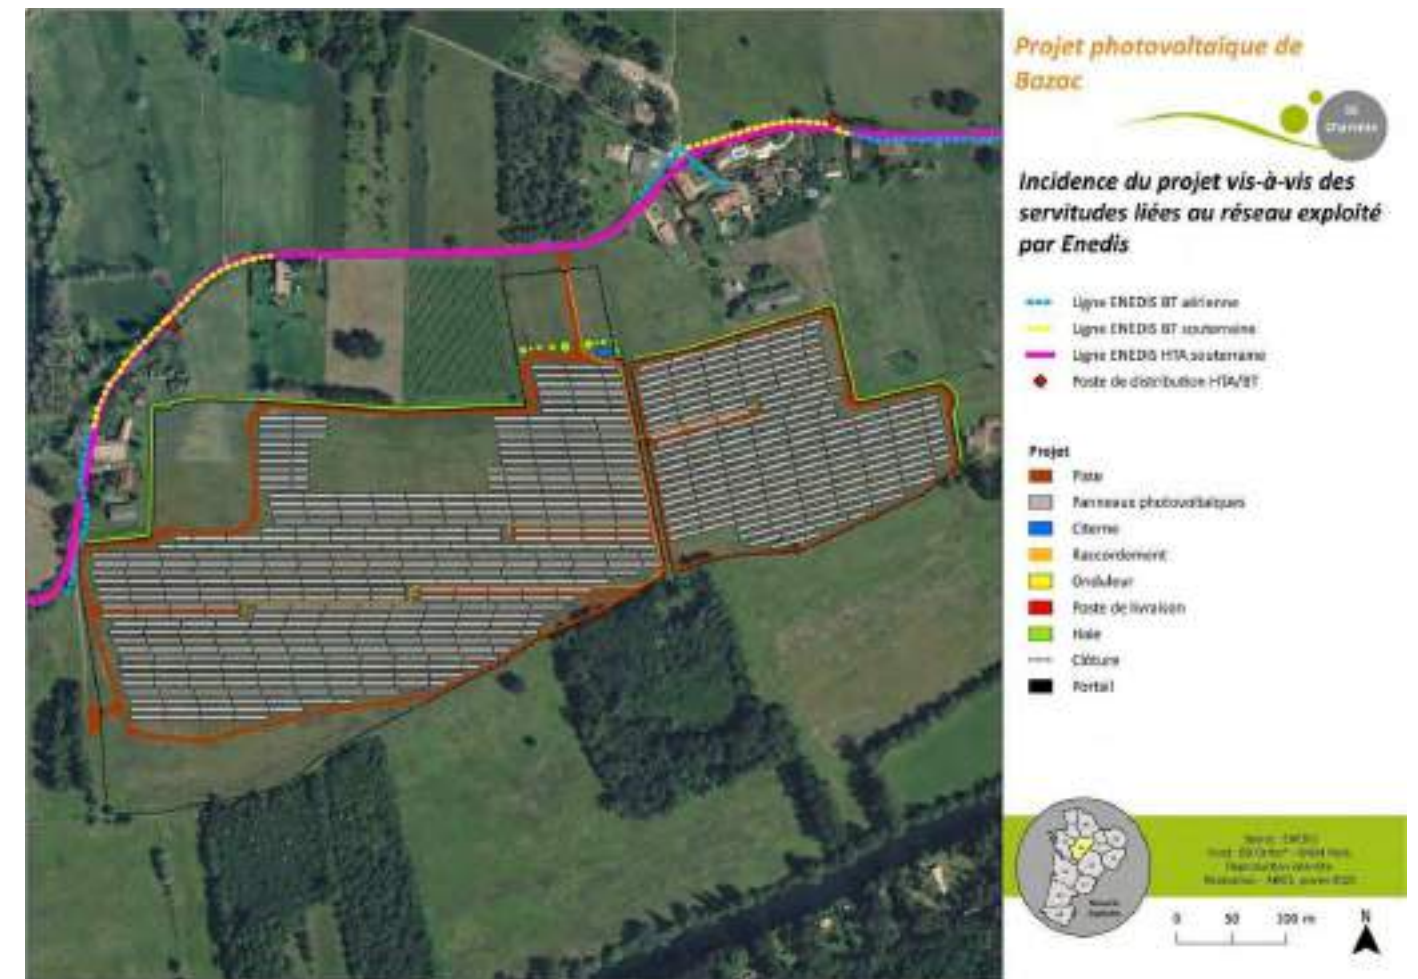 Projet photovoltaïque de
Bazac
Charente
Incidence du projet vis-à-vis des
servitudes liées au réseau exploité
par Enedis
Ligne ENEDIS BT aérienne
Ligne ENEDIS BT souterraine
Ligne ENEDIS HTA souterraine
Poste de distribution HTA/BT
Projet
Piste
Panneaux photovoltaïques
Citerne
Raccordement
Onduleur
Poste de livraison
Haie
Clôture
Portail
0 50 100 m
N